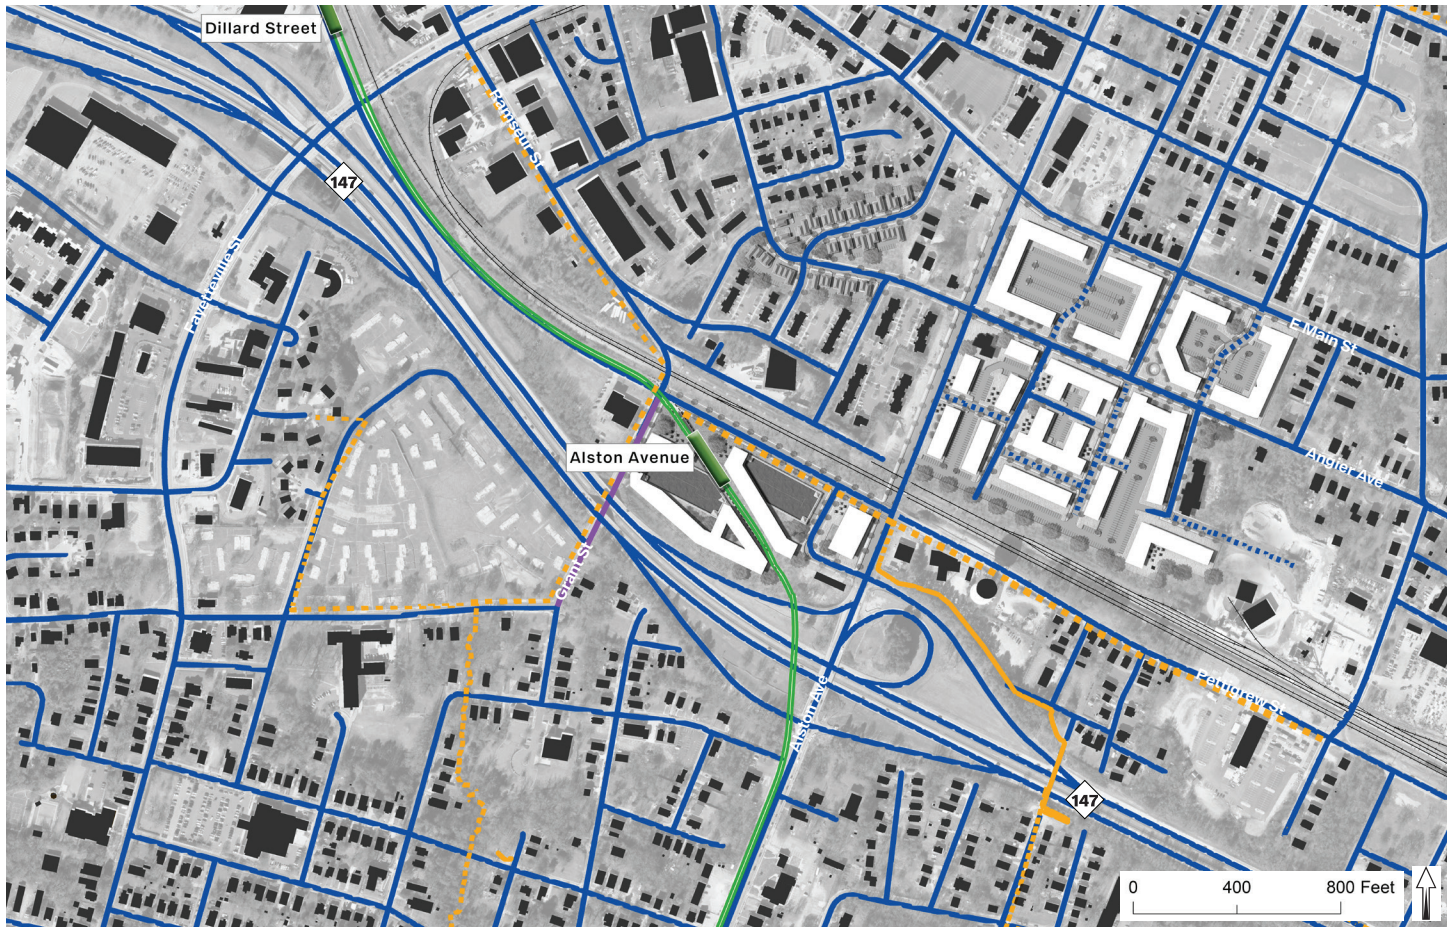 Dillard Street
Ramseur St
147
Fayetteville St
E Main St
Alston Avenue
Angier Ave
Grant St
Pettigrew St
Alston Ave
147
0 400 800 Feet